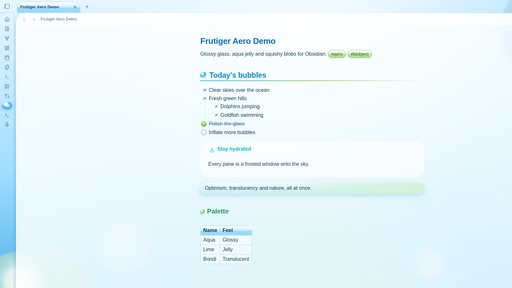 Frutiger Aero Demo
Frutiger Aero Demo
Frutiger Aero Demo
Glossy glass, aqua jelly and squishy blobs for Obsidian. #aero #blobject
Today's bubbles
Clear skies over the ocean
Fresh green hills
Dolphins jumping
Goldfish swimming
Polish the glass
Inflate more bubbles
Stay hydrated
Every pane is a frosted window onto the sky.
Optimism, translucency and nature, all at once.
Palette
Name Feel
Aqua Glossy
Lime Jelly
Bondi Translucent